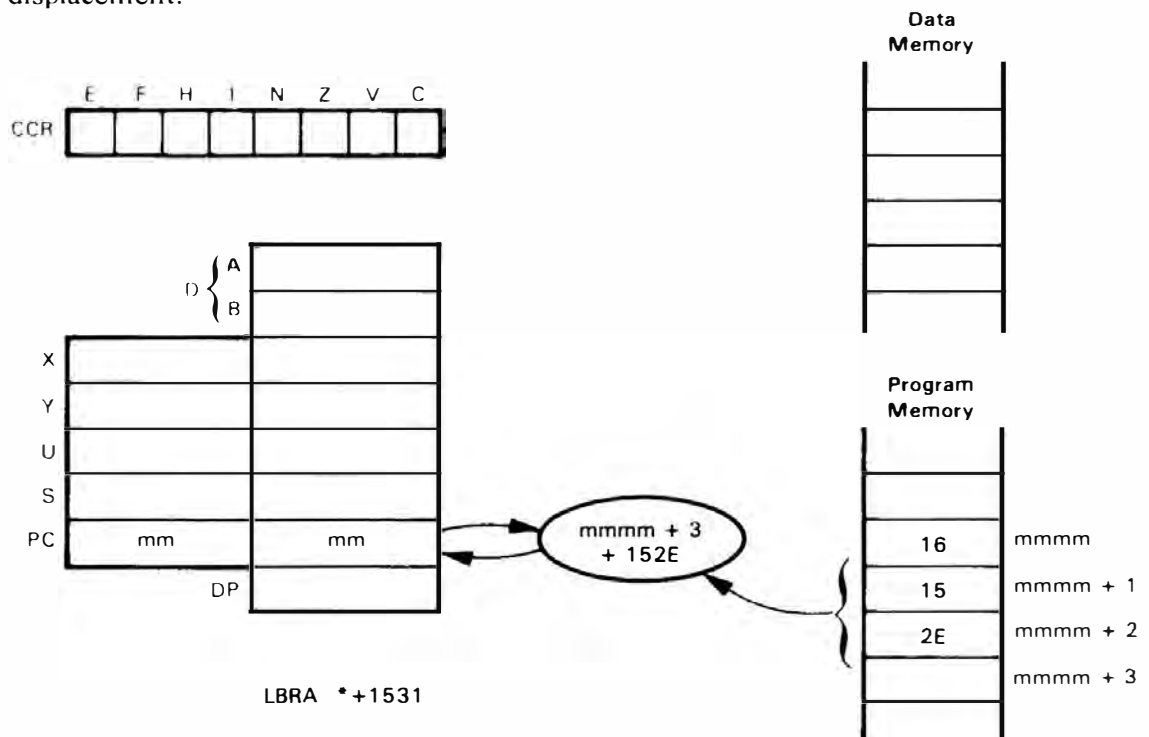 displacement.
Data
Memory
E F H I N Z V C
CCR
D { A
B
X
Y
U
S
PC mm mm
DP
mmmm + 3
+ 152E
Program
Memory
16 mmmm
15 mmmm + 1
2E mmmm + 2
mmmm + 3
LBRA *+1531